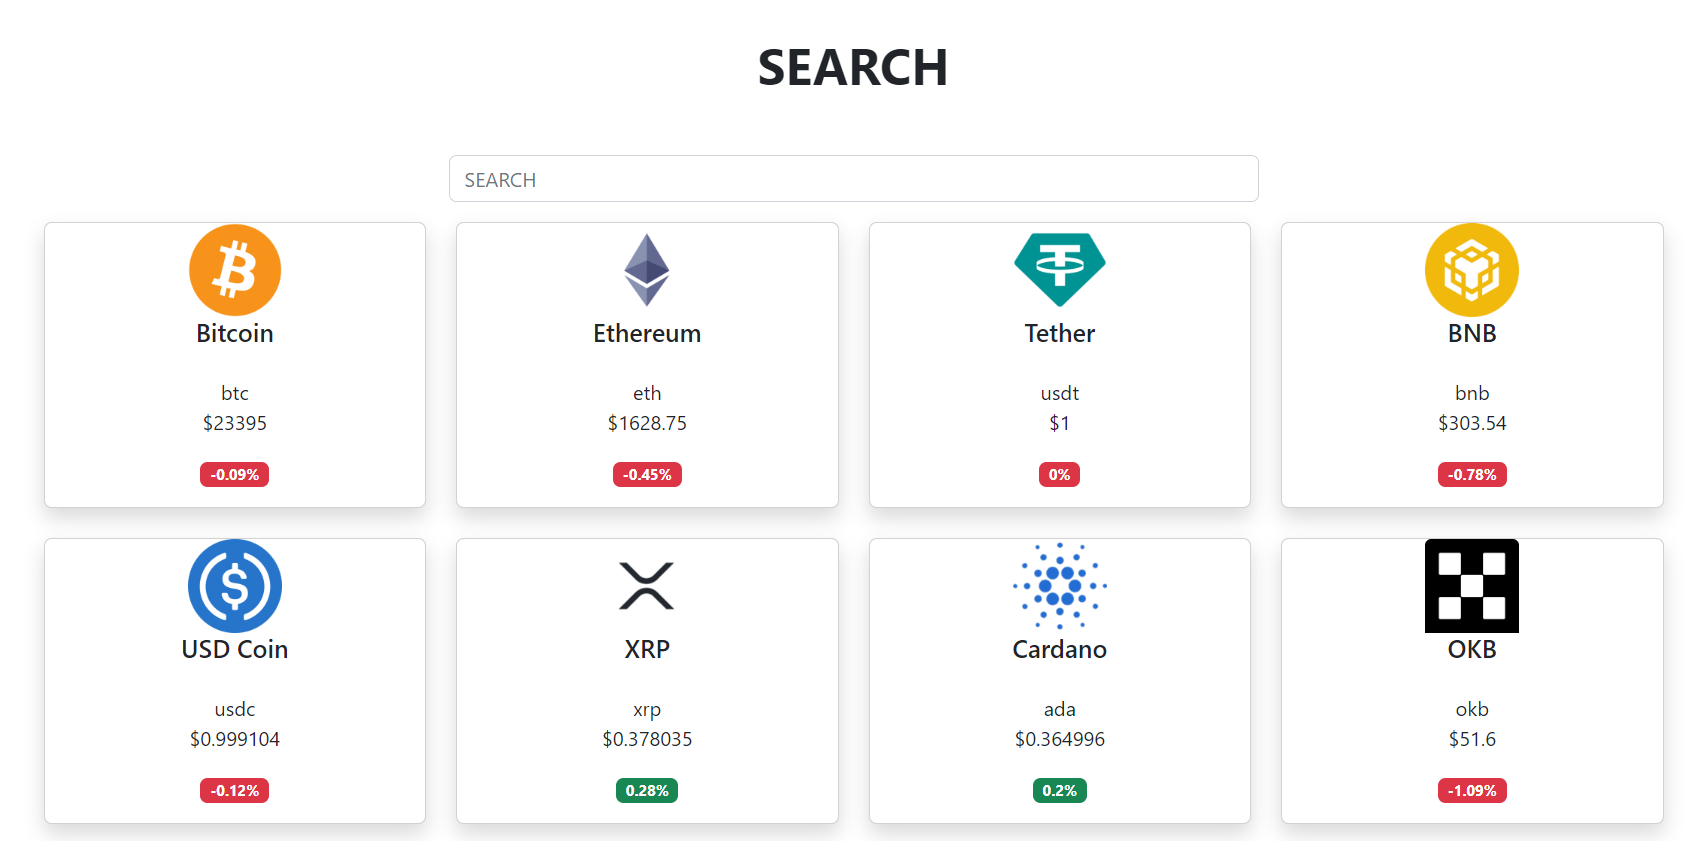 SEARCH
SEARCH
Bitcoin
btc
$23395
-0.09%
Ethereum
eth
$1628.75
-0.45%
Tether
usdt
$1
0%
BNB
bnb
$303.54
-0.78%
USD Coin
usdc
$0.999104
-0.12%
XRP
xrp
$0.378035
0.28%
Cardano
ada
$0.364996
0.2%
OKB
okb
$51.6
-1.09%